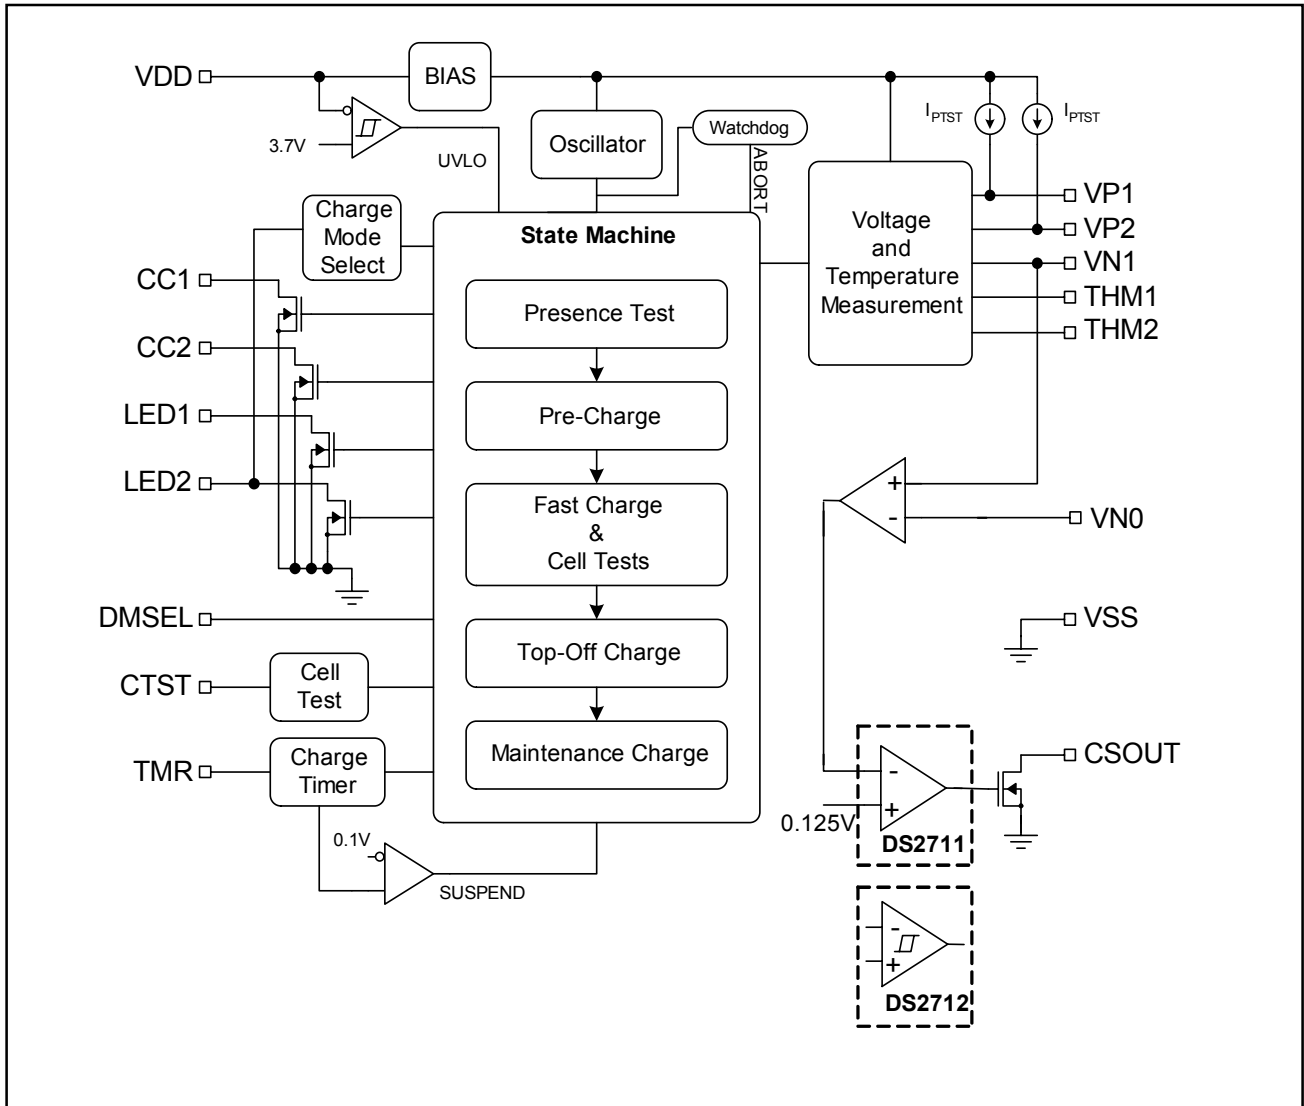 VDD
BIAS
3.7V
UVLO
Oscillator
Watchdog
ABORT
IPTST
IPTST
Charge
Mode
Select
State Machine
Voltage
and
Temperature
Measurement
VP1
VP2
VN1
THM1
THM2
CC1
CC2
LED1
LED2
Presence Test
Pre-Charge
Fast Charge
&
Cell Tests
Top-Off Charge
Maintenance Charge
+
-
VN0
VSS
DMSEL
CTST
Cell
Test
TMR
Charge
Timer
0.1V
SUSPEND
-
+
0.125V
DS2711
CSOUT
-
+
DS2712